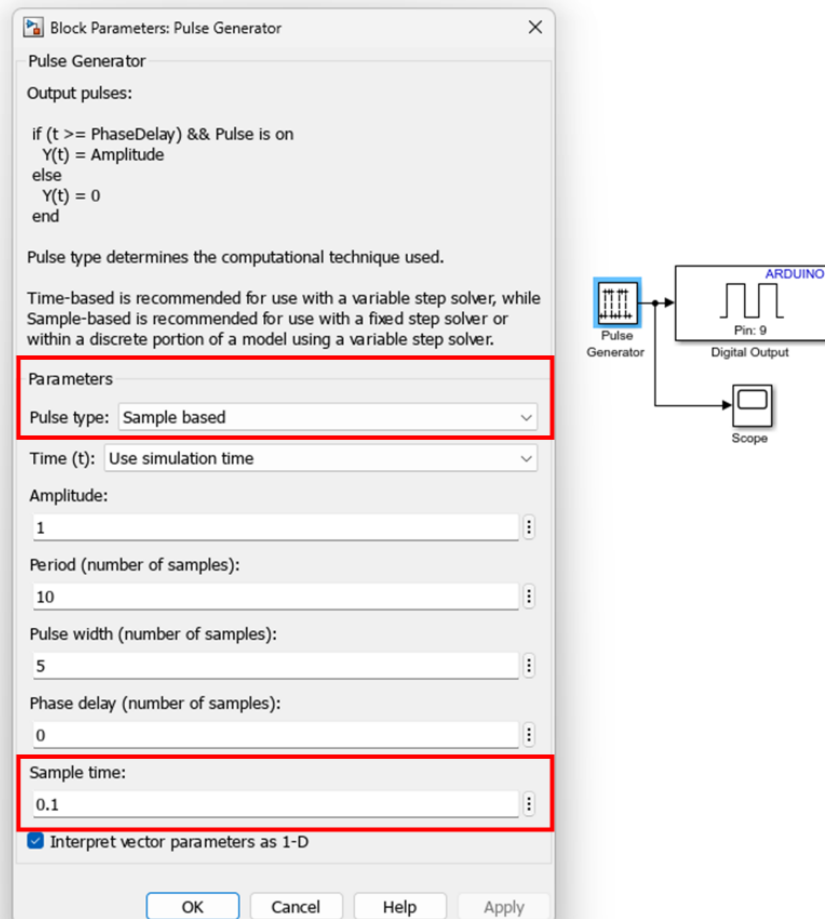 Block Parameters: Pulse Generator
Pulse Generator
Output pulses:
if (t >= PhaseDelay) && Pulse is on
Y(t) = Amplitude
else
Y(t) = 0
end
Pulse type determines the computational technique used.
Time-based is recommended for use with a variable step solver, while
Sample-based is recommended for use with a fixed step solver or
within a discrete portion of a model using a variable step solver.
Parameters
Pulse type: Sample based
Time (t): Use simulation time
Amplitude:
1
Period (number of samples):
10
Pulse width (number of samples):
5
Phase delay (number of samples):
0
Sample time:
0.1
Interpret vector parameters as 1-D
OK Cancel Help Apply
Pulse
Generator
ARDUINO
Pin: 9
Digital Output
Scope